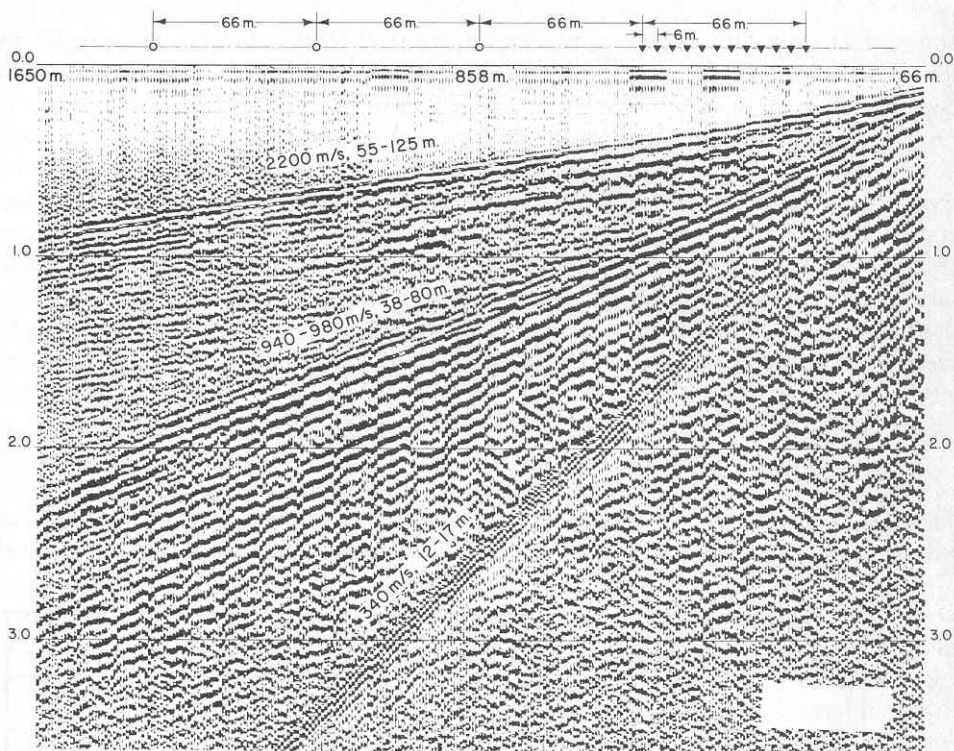 66 m. 66 m. 66 m. 66 m.
6 m.
0.0 0.0
1650 m. 858 m. 66 m.
2200 m/s, 55-125 m.
1.0 1.0
940-980 m/s, 38-80 m.
2.0 2.0
340 m/s, 12-17 m.
3.0 3.0